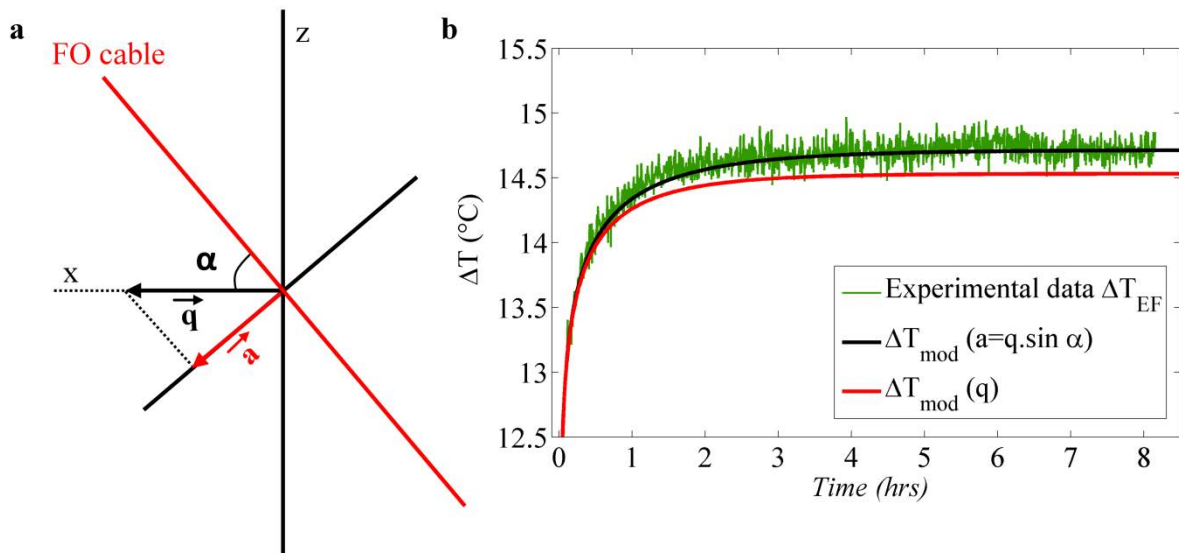 a
z
FO cable
α
x
q
a
b
15.5
15
14.5
14
13.5
13
12.5
ΔT (°C)
Experimental data ΔT_EF
ΔT_mod (a=q.sin α)
ΔT_mod (q)
0 1 2 3 4 5 6 7 8
Time (hrs)